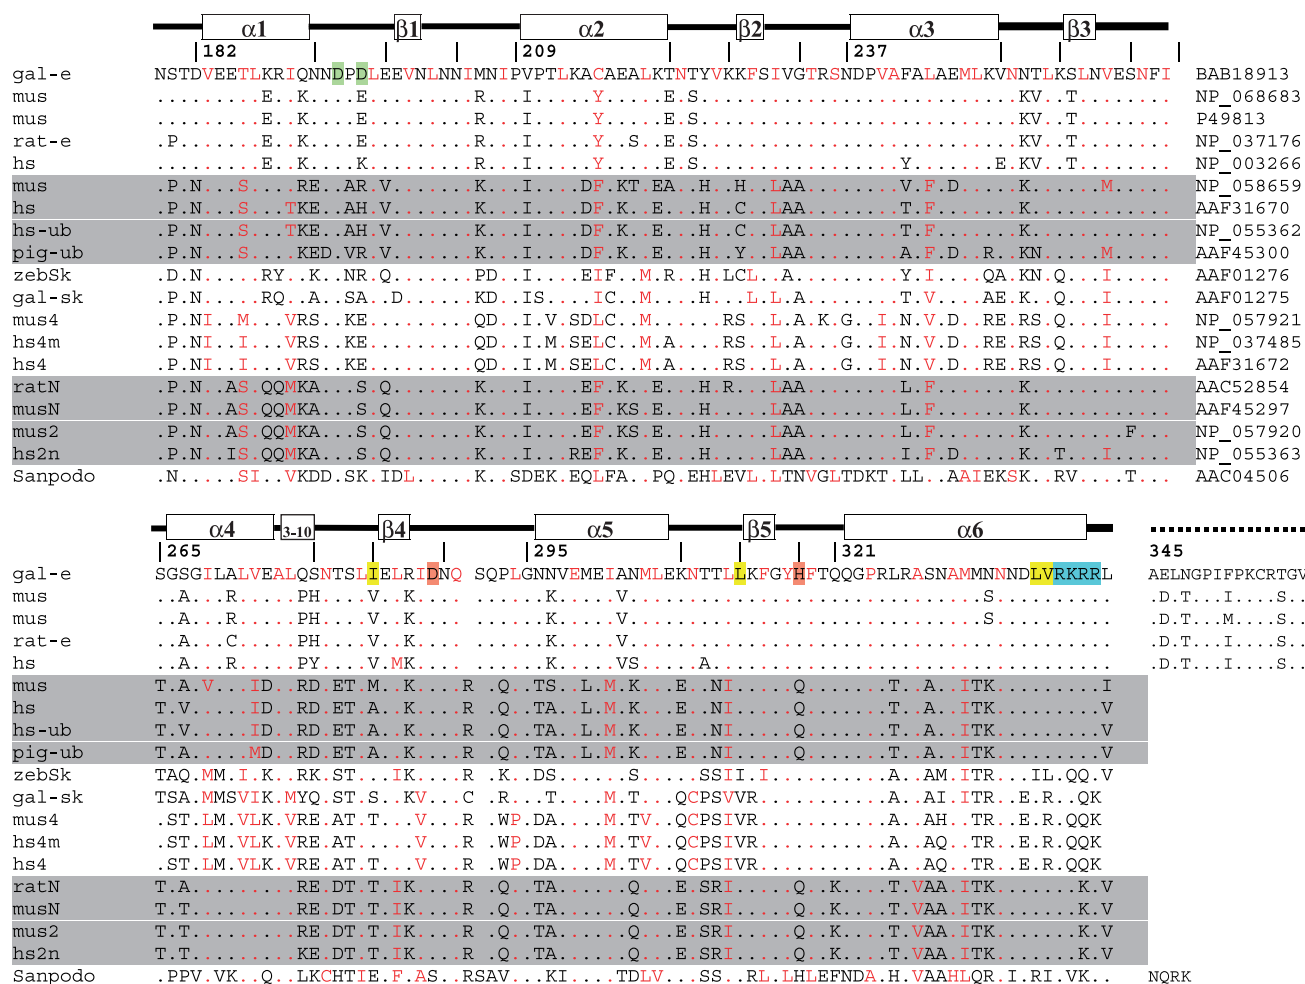 α1 β1 α2 β2 α3 β3
182 209 237
gal-e NSTDVEETLKRIQNNDPDLEEVNLNNIMNIPVPTLKACAEALKTNTYVKKFSIVGTRSNDPVAFALAEMLKVNNTLKSLNVESNFI BAB18913
mus .........E..K....E.........R...I.....Y.....E.S...........................KV..T........ NP_068683
mus .........E..K....E.........R...I.....Y.....E.S...........................KV..T........ P49813
rat-e .P.......E..K....E.........R...I.....Y..S..E.S...........................KV..T........ NP_037176
hs .........E..K....K.........R...I.....Y.....E.S.................F.......E.KV..T........ NP_003266
mus .P.N...S....RE..AR.V.......K...I....DF.KT.EA..H..H..LAA........V.F.D.....K......M..... NP_058659
hs .P.N...S...TKE..AH.V.......K...I....DF.K..E...H..C..LAA........T.F.......K............ AAF31670
hs-ub .P.N...S...TKE..AH.V.......K...I....DF.K..E...H..C..LAA........T.F.......K............ NP_055362
pig-ub .P.N...S....KED.VR.V.......K...I....DF.K..E...H..Y..LAA........A.F.D..R..KN.....M..... AAF45300
zebSk .D.N.....RY..K..NR.Q.......PD..I....EIF..M.R..H.LCL..A.........Y.I....QA.KN.Q...I..... AAF01276
gal-sk .P.N.....RQ..A..SA..D......KD..IS....IC..M....H...L.L.A........T.V....AE.K..Q...I..... AAF01275
mus4 .P.NI..M...VRS..KE.........QD..I.V.SDLC..M......RS..L.A.K.G..I.N.V.D..RE.RS.Q...I..... NP_057921
hs4m .P.NI..I...VRS..KE.........QD..I.M.SELC..M.A....RS..L.A...G..I.N.V.D..RE.RS.Q...I..... NP_037485
hs4 .P.NI..I...VRS..KE.........QD..I.M.SELC..M.A....RS..L.A...G..I.N.V.D..RE.RS.Q...I..... AAF31672
ratN .P.N..AS.QQMKA...S.Q.......K...I....EF.K..E...H.R...LAA........L.F.......K............ AAC52854
musN .P.N..AS.QQMKA...S.Q.......K...I....EF.KS.E...H.....LAA........L.F.......K............ AAF45297
mus2 .P.N..AS.QQMKA...S.Q.......K...I....EF.KS.E...H.....LAA........L.F.......K........F... NP_057920
hs2n .P.N..IS.QQMKA...S.Q.......K...I...REF.K..E...H.....LAA........L.F.......K..T...I..... NP_055363
Sanpodo .N.....SI..VKDD.SK.IDL.....K..SDEK.EQLFA..PQ.EHLEVL.LTNVGLTDKT.LL..AAIEKSK..RV....T... AAC04506
α4 3-10 β4 α5 β5 α6
265 295 321 345
gal-e SGSGILALVEALQSNTSLIELRIDNQ SQPLGNNVEMEIANMLEKNTTLLKFGYHFTQQGPRLRASNAMMNNNDLVRKRRL AELNGPIFPKCRTGV
mus ..A...R.....PH....V..K.... ......K.....V..............................S.......... .D.T...I....S..
mus ..A...R.....PH....V..K.... ......K.....V..............................S.......... .D.T...M....S..
rat-e ..A...C.....PH....V..K.... ......K.....V......................................... .D.T...I....S..
hs ..A...R.....PY....V.MK.... ......K.....VS.....A.................................. .D.T...I....S..
mus T.A.V...ID..RD.ET.M..K....R .Q..TS..L.M.K...E..NI.....Q.......T..A..ITK.........I
hs T.V.....ID..RD.ET.A..K....R .Q..TA..L.M.K...E..NI.....Q.......T..A..ITK.........V
hs-ub T.V.....ID..RD.ET.A..K....R .Q..TA..L.M.K...E..NI.....Q.......T..A..ITK.........V
pig-ub T.A.....MD..RD.ET.A..K....R .Q..TA..L.M.K...E..NI.....Q.......T..A..ITK.........V
zebSk TAQ.MM.I.K..RK.ST...IK....R .K..DS......S.....SSII.I..........A..AM.ITR...IL.QQ.V
gal-sk TSA.MMSVIK.MYQ.ST.S..KV...C .R...T....M.T...QCPSVVR...........A..AI.ITR..E.R..QK
mus4 .ST.LM.VLK.VRE.AT.T...V...R .WP.DA....M.TV..QCPSIVR...........A..AH..TR..E.R.QQK
hs4m .ST.LM.VLK.VRE.AT.....V...R .WP.DA....M.TV..QCPSIVR...........A..AQ..TR..E.R.QQK
hs4 .ST.LM.VLK.VRE.AT.T...V...R .WP.DA....M.TV..QCPSIVR...........A..AQ..TR..E.R.QQK
ratN T.A.........RE.DT.T.IK....R .Q..TA......Q...E.SRI.....Q..K....T.VAA.ITK.......K.V
musN T.T.........RE.DT.T.IK....R .Q..TA......Q...E.SRI.....Q..K....T.VAA.ITK.......K.V
mus2 T.T.........RE.DT.T.IK....R .Q..TA......Q...E.SRI.....Q..K....T.VAA.ITK.......K.V
hs2n T.T.........KE.DT.T.IK....R .Q..TA......Q...E.SRI.....Q..K....T.VAA.ITK.......K.V
Sanpodo .PPV.VK..Q..LKCHTIE.F.AS..RSAV...KI....TDLV...SS..RL.LHLEFNDA.H.VAAHLQR.I.RI.VK.. NQRK